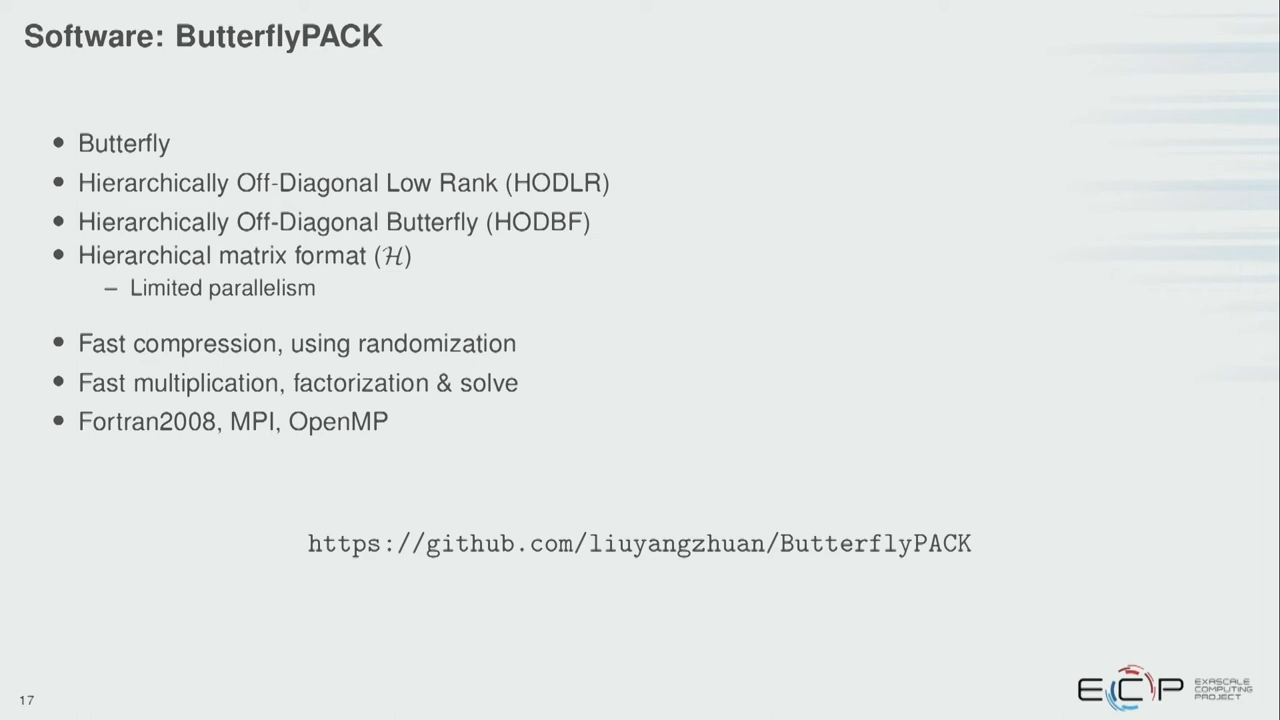 Software: ButterflyPACK
• Butterfly
• Hierarchically Off-Diagonal Low Rank (HODLR)
• Hierarchically Off-Diagonal Butterfly (HODBF)
• Hierarchical matrix format (ℋ)
– Limited parallelism
• Fast compression, using randomization
• Fast multiplication, factorization & solve
• Fortran2008, MPI, OpenMP
https://github.com/liuyangzhuan/ButterflyPACK
17
ECP
EXASCALE
COMPUTING
PROJECT